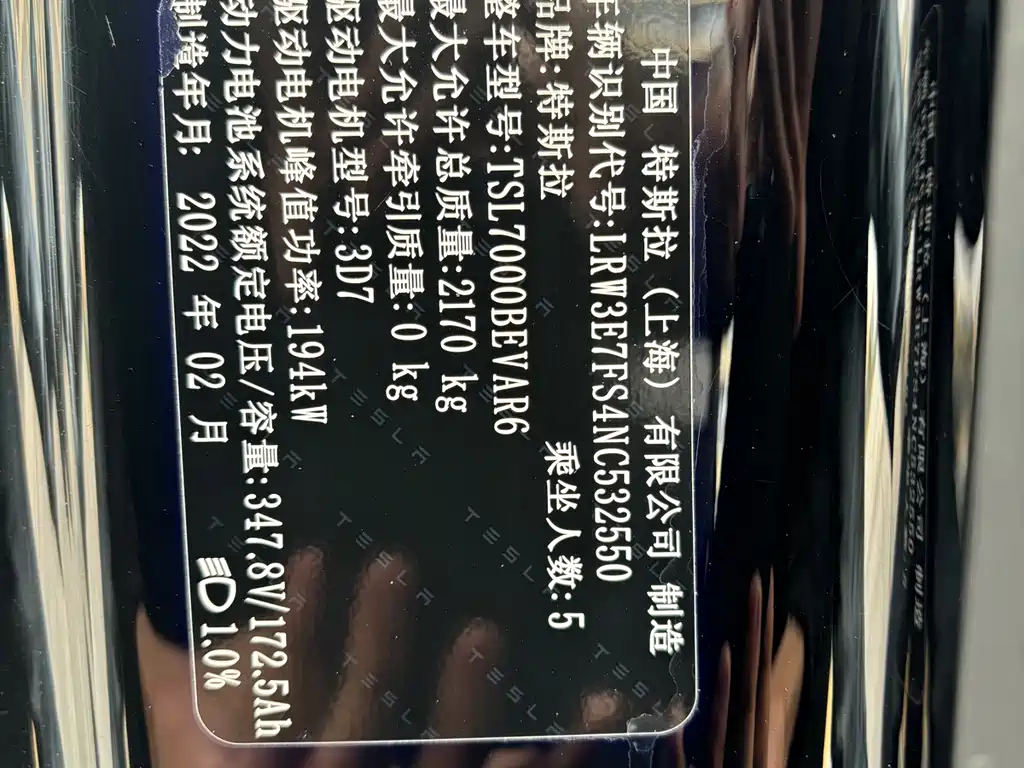 中国 特斯拉（上海）有限公司 制造
车辆识别代号:LRW3E7FS4NC532550
品牌:特斯拉 乘坐人数:5
整车型号:TSL7000BEVAR6
最大允许总质量:2170 kg
最大允许牵引质量:0 kg
驱动电机型号:3D7
驱动电机峰值功率:194kW
动力电池系统额定电压/容量:347.8V/172.5Ah
制造年月: 2022 年 02 月 1.0%
TESLA